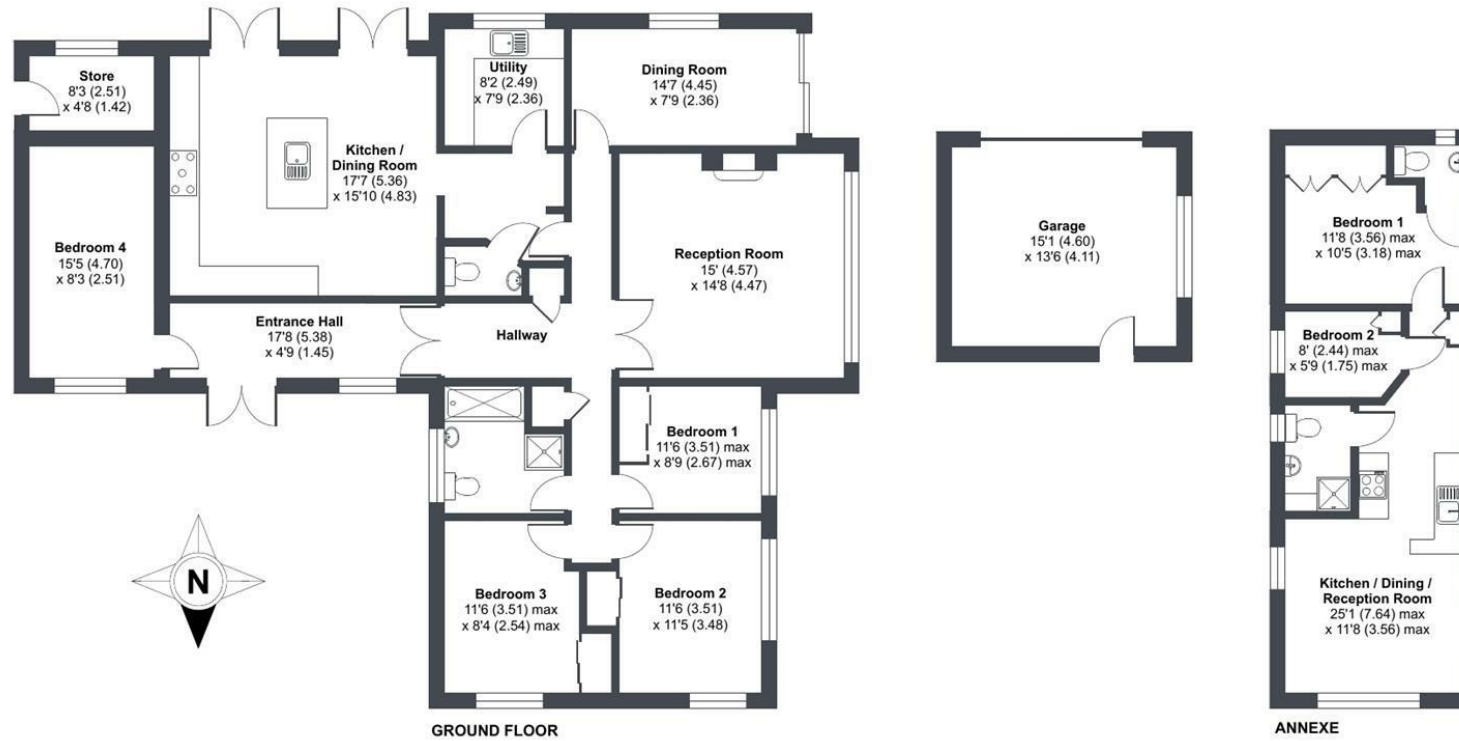 Store
8'3 (2.51)
x 4'8 (1.42)
Utility
8'2 (2.49)
x 7'9 (2.36)
Dining Room
14'7 (4.45)
x 7'9 (2.36)
Kitchen /
Dining Room
17'7 (5.36)
x 15'10 (4.83)
Bedroom 4
15'5 (4.70)
x 8'3 (2.51)
Reception Room
15' (4.57)
x 14'8 (4.47)
Entrance Hall
17'8 (5.38)
x 4'9 (1.45)
Hallway
Bedroom 1
11'6 (3.51) max
x 8'9 (2.67) max
Bedroom 3
11'6 (3.51) max
x 8'4 (2.54) max
Bedroom 2
11'6 (3.51)
x 11'5 (3.48)
N
GROUND FLOOR
Garage
15'1 (4.60)
x 13'6 (4.11)
Bedroom 1
11'8 (3.56) max
x 10'5 (3.18) max
Bedroom 2
8' (2.44) max
x 5'9 (1.75) max
Kitchen / Dining /
Reception Room
25'1 (7.64) max
x 11'8 (3.56) max
ANNEXE